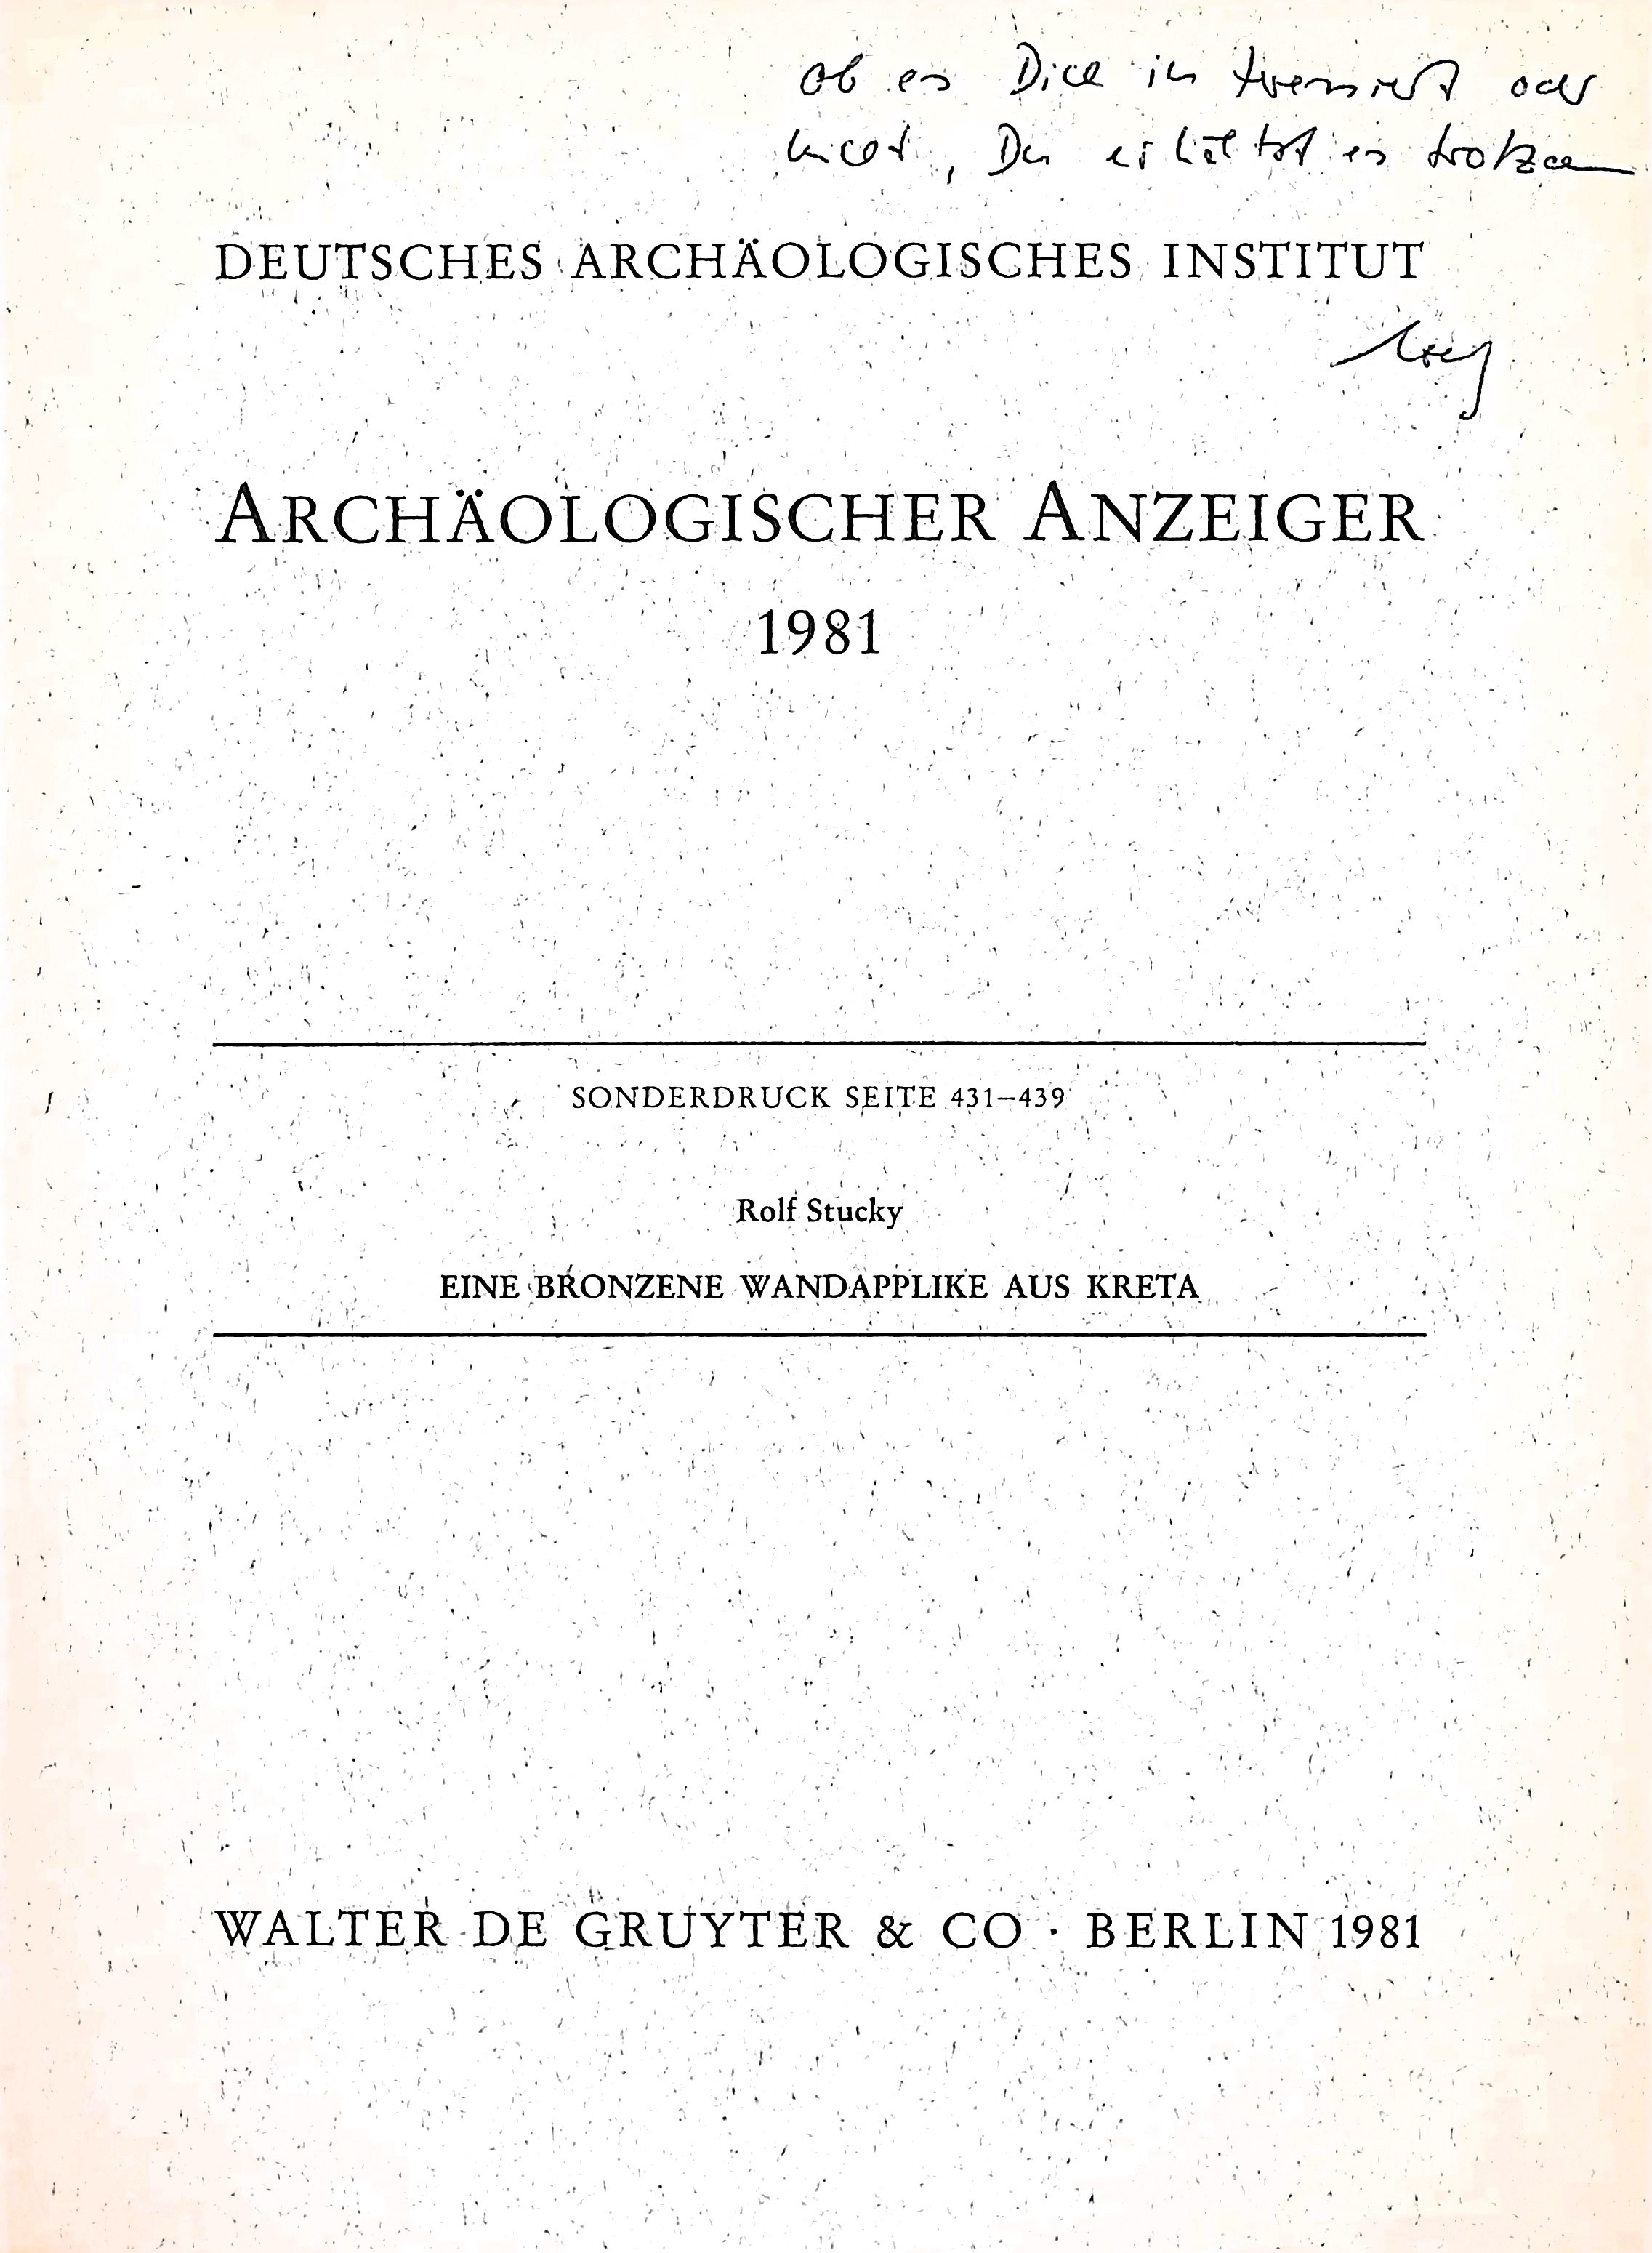 ob es Dich interessiert oder
nicht, Du erhältst es trotzdem
DEUTSCHES ARCHÄOLOGISCHES INSTITUT
ARCHÄOLOGISCHER ANZEIGER
1981
SONDERDRUCK SEITE 431–439
Rolf Stucky
EINE BRONZENE WANDAPPLIKE AUS KRETA
WALTER DE GRUYTER & CO · BERLIN 1981